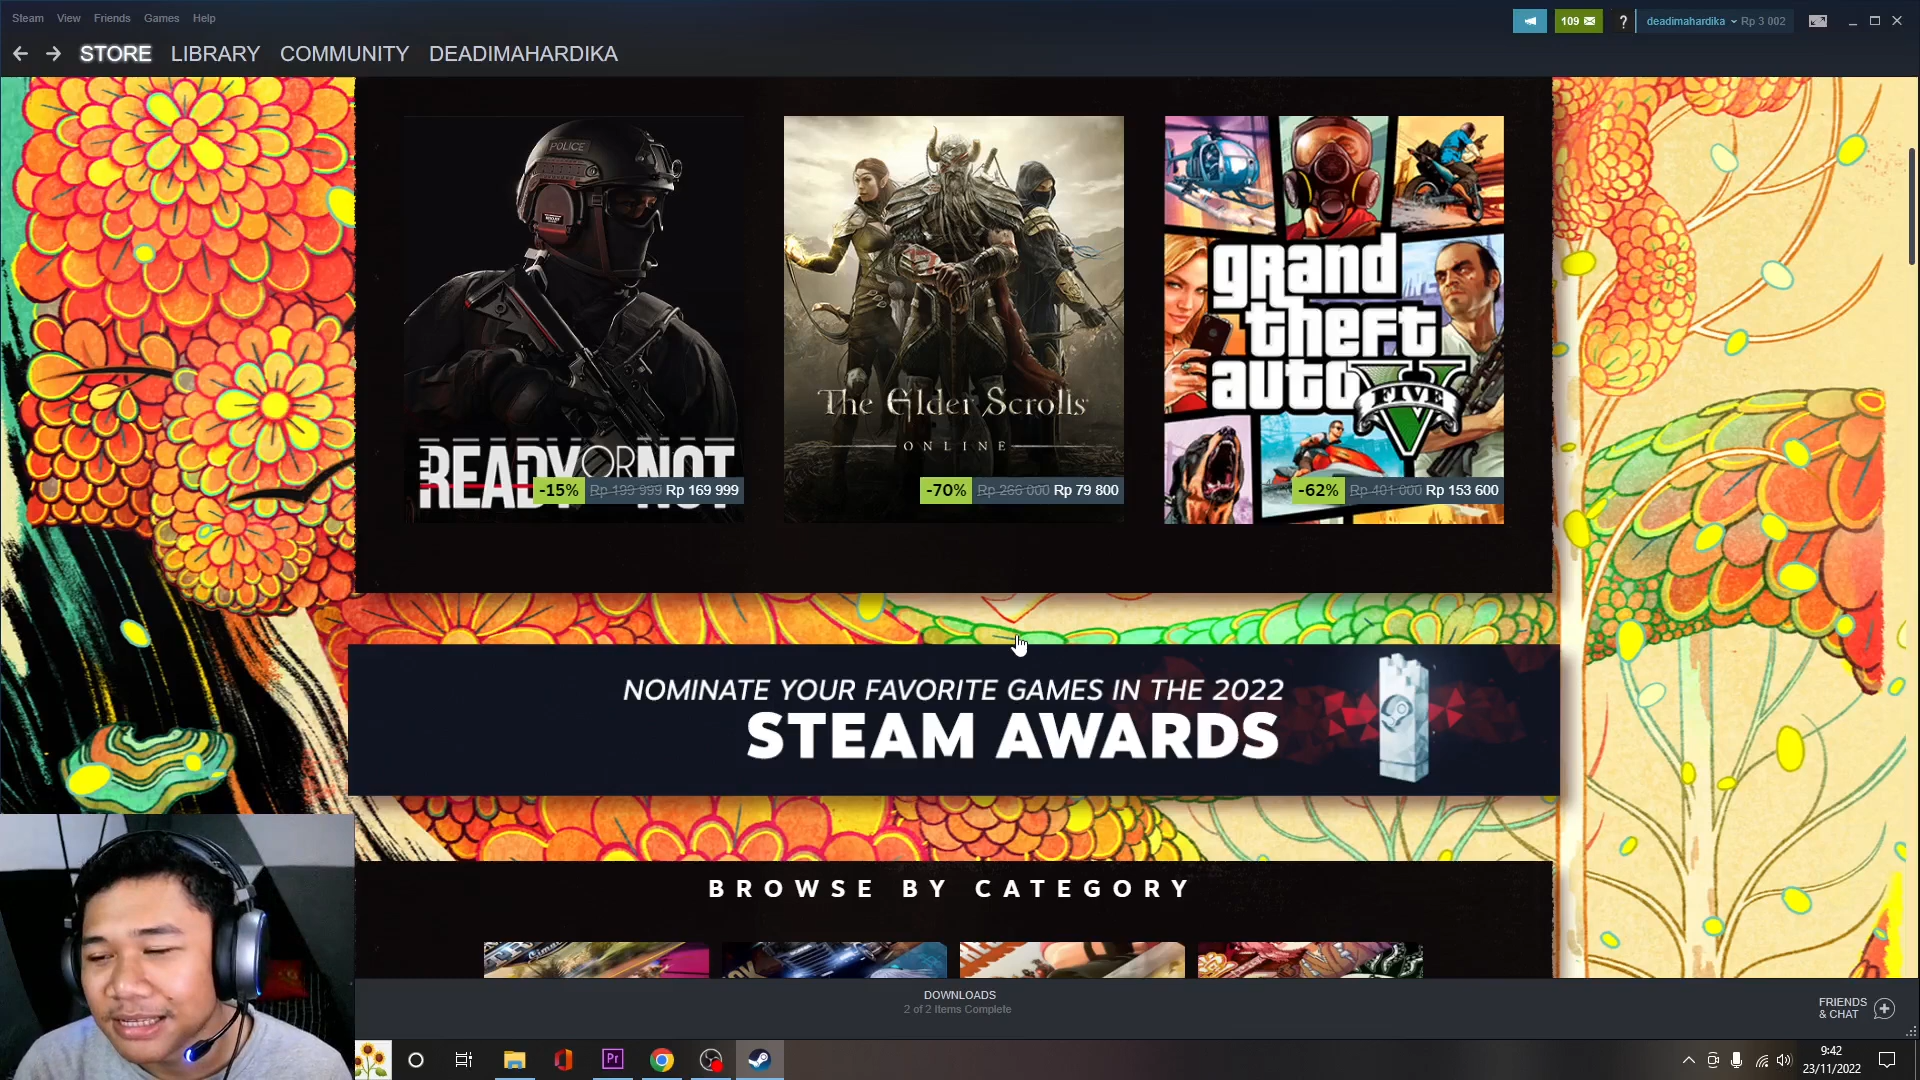 Steam View Friends Games Help
109 ? deadimahardika Rp 3 002
STORE LIBRARY COMMUNITY DEADIMAHARDIKA
POLICE
READY OR NOT
-15% Rp 199 999 Rp 169 999
The Elder Scrolls
ONLINE
-70% Rp 266 000 Rp 79 800
grand
theft
auto
FIVE
V
-62% Rp 401 000 Rp 153 600
NOMINATE YOUR FAVORITE GAMES IN THE 2022
STEAM AWARDS
BROWSE BY CATEGORY
DOWNLOADS
2 of 2 Items Complete
FRIENDS
& CHAT
Pr
9:42
23/11/2022